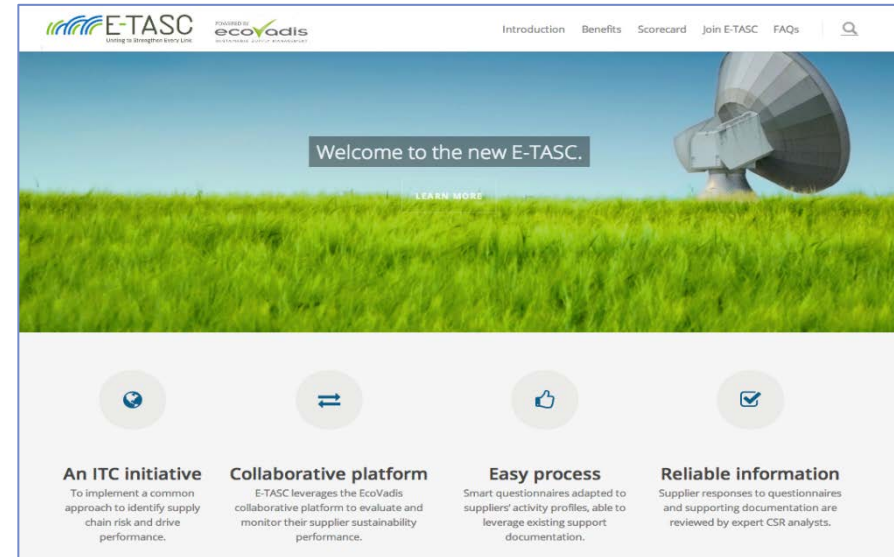 E-TASC
Uniting to Strengthen Every Line
POWERED BY
ecovadis
SUSTAINABLE SUPPLY MANAGEMENT
Introduction Benefits Scorecard Join E-TASC FAQs
Welcome to the new E-TASC.
LEARN MORE
An ITC initiative
To implement a common
approach to identify supply
chain risk and drive
performance.
Collaborative platform
E-TASC leverages the EcoVadis
collaborative platform to evaluate and
monitor their supplier sustainability
performance.
Easy process
Smart questionnaires adapted to
suppliers' activity profiles, able to
leverage existing support
documentation.
Reliable information
Supplier responses to questionnaires
and supporting documentation are
reviewed by expert CSR analysts.